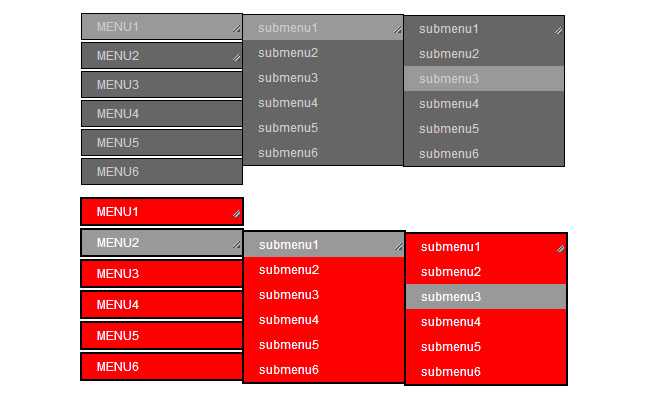 MENU1 submenu1 submenu1
MENU2 submenu2 submenu2
MENU3 submenu3 submenu3
MENU4 submenu4 submenu4
MENU5 submenu5 submenu5
MENU6 submenu6 submenu6
MENU1
MENU2 submenu1 submenu1
MENU3 submenu2 submenu2
MENU4 submenu3 submenu3
MENU5 submenu4 submenu4
MENU6 submenu5 submenu5
submenu6 submenu6